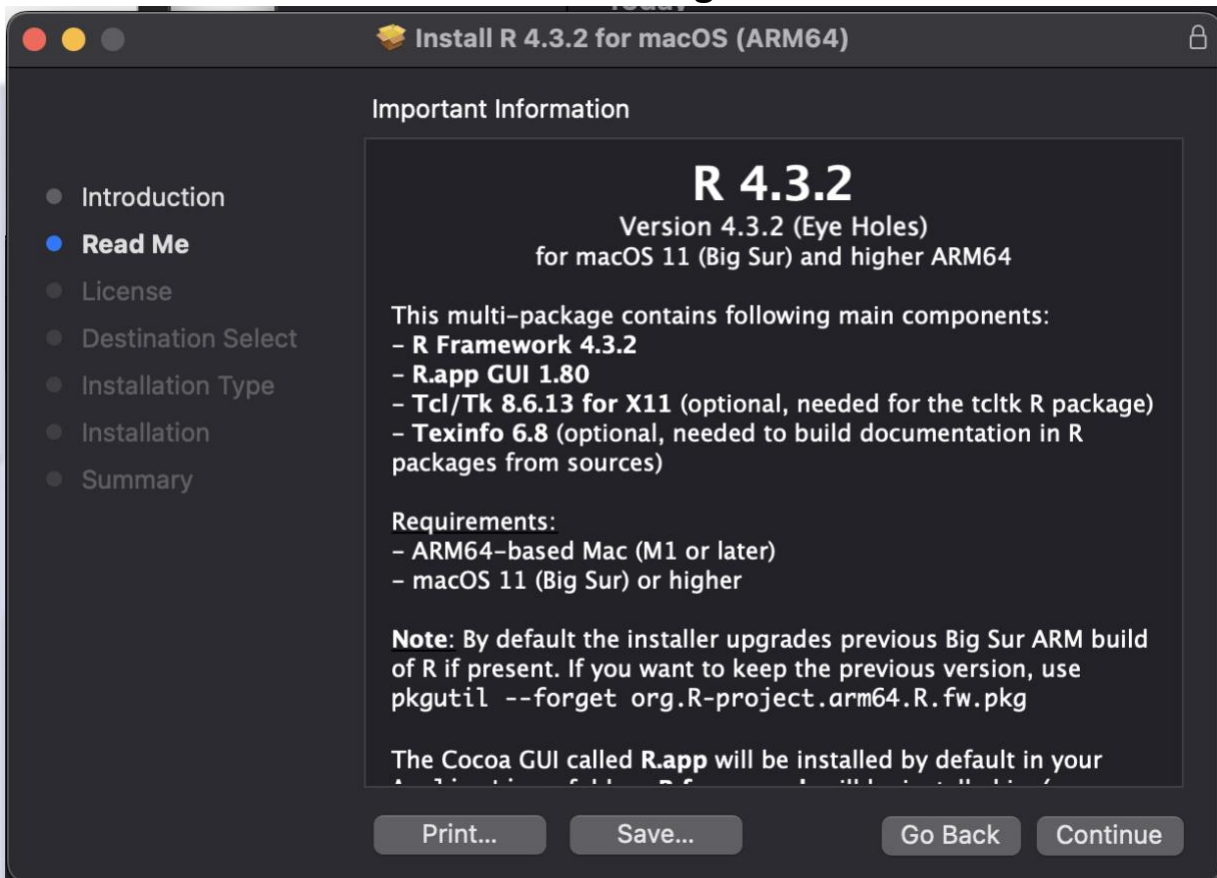 Today
Install R 4.3.2 for macOS (ARM64)
Important Information
Introduction
Read Me
License
Destination Select
Installation Type
Installation
Summary
R 4.3.2
Version 4.3.2 (Eye Holes)
for macOS 11 (Big Sur) and higher ARM64
This multi-package contains following main components:
– R Framework 4.3.2
– R.app GUI 1.80
– Tcl/Tk 8.6.13 for X11 (optional, needed for the tcltk R package)
– Texinfo 6.8 (optional, needed to build documentation in R
packages from sources)
Requirements:
– ARM64-based Mac (M1 or later)
– macOS 11 (Big Sur) or higher
Note: By default the installer upgrades previous Big Sur ARM build
of R if present. If you want to keep the previous version, use
pkgutil --forget org.R-project.arm64.R.fw.pkg
The Cocoa GUI called R.app will be installed by default in your
Print...
Save...
Go Back
Continue